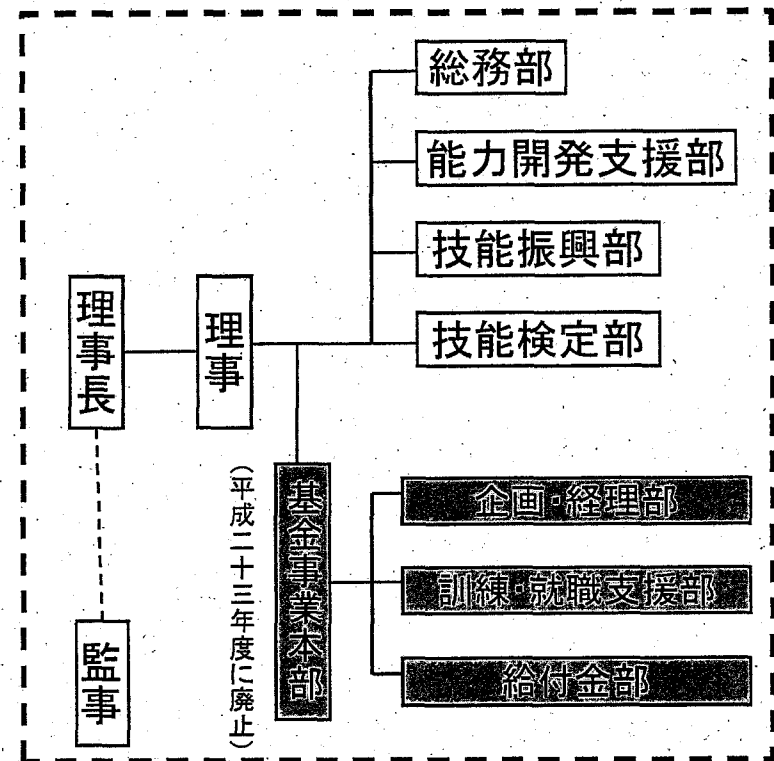 総務部
能力開発支援部
技能振興部
技能検定部
理事長
理事
監事
基金事業本部
（平成二十三年度に廃止）
企画・経理部
訓練・就職支援部
給付金部